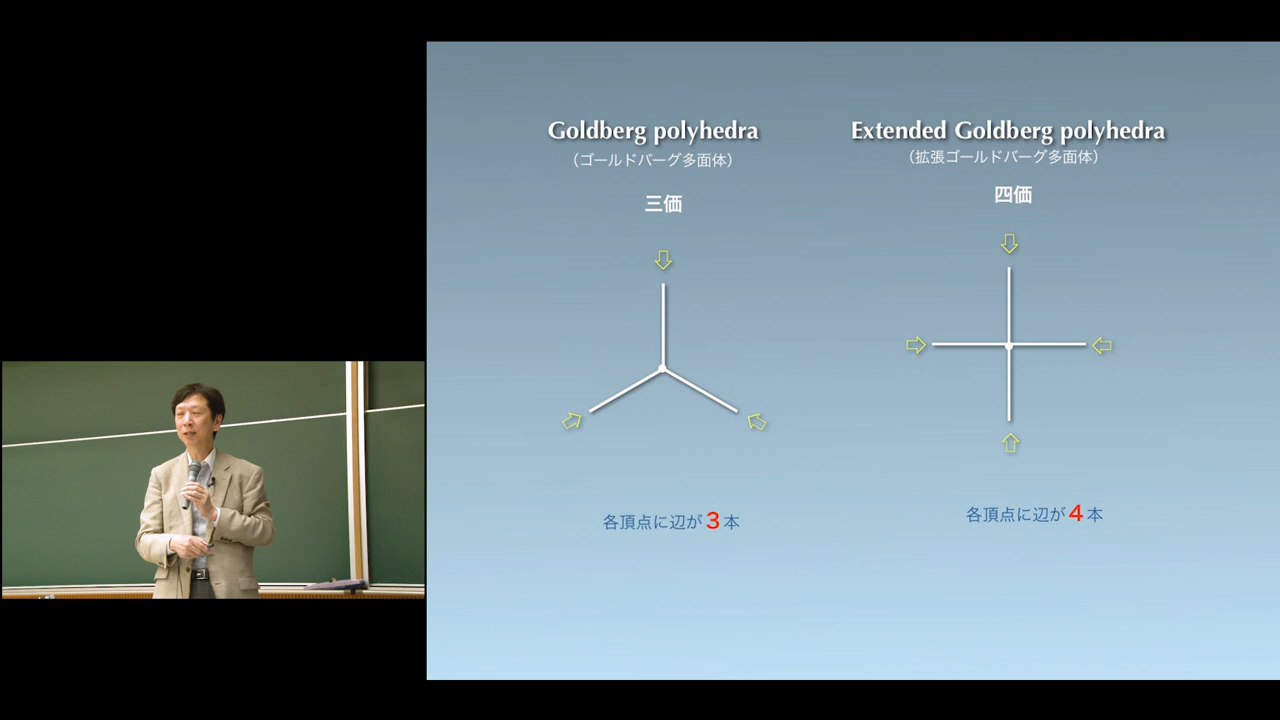 Goldberg polyhedra
（ゴールドバーグ多面体）
三価
各頂点に辺が3本
Extended Goldberg polyhedra
（拡張ゴールドバーグ多面体）
四価
各頂点に辺が4本